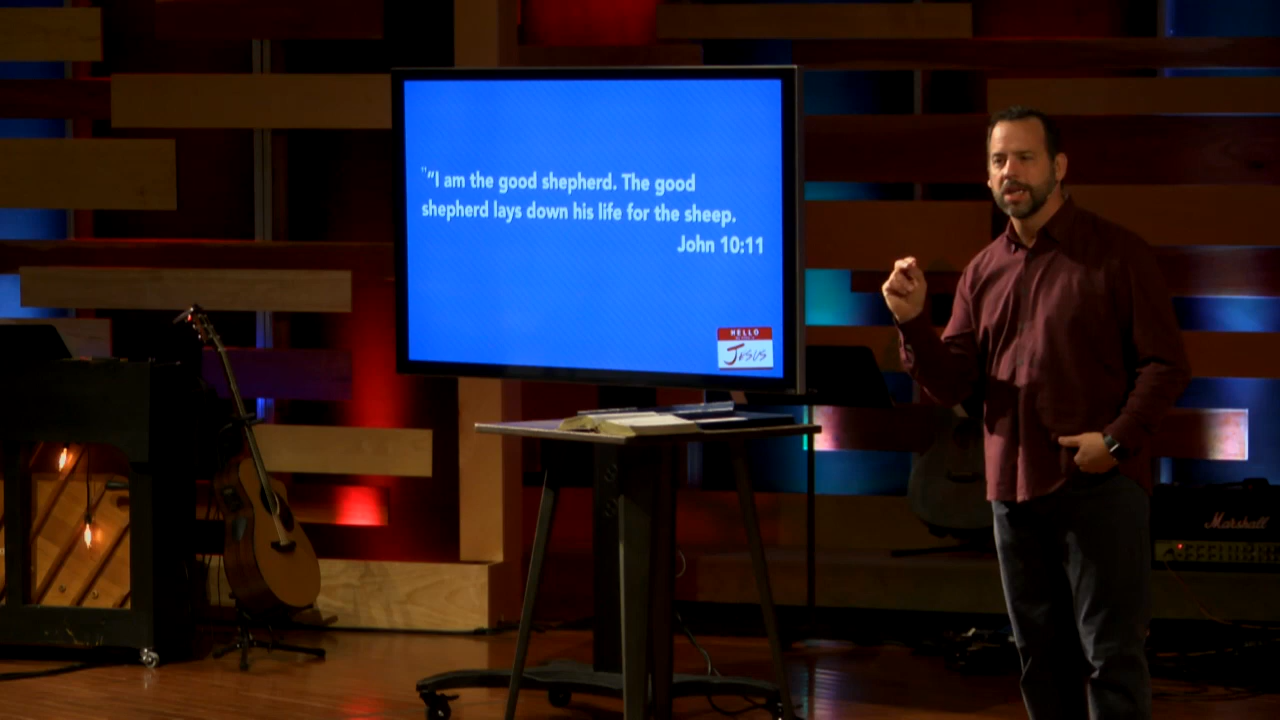 "“I am the good shepherd. The good
shepherd lays down his life for the sheep.
John 10:11
HELLO
Jesus
Marshall